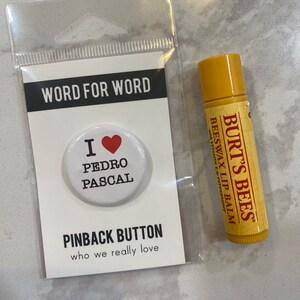 WORD FOR WORD
I ❤
PEDRO
PASCAL
PINBACK BUTTON
who we really love
BURT'S BEES
BEESWAX LIP BALM